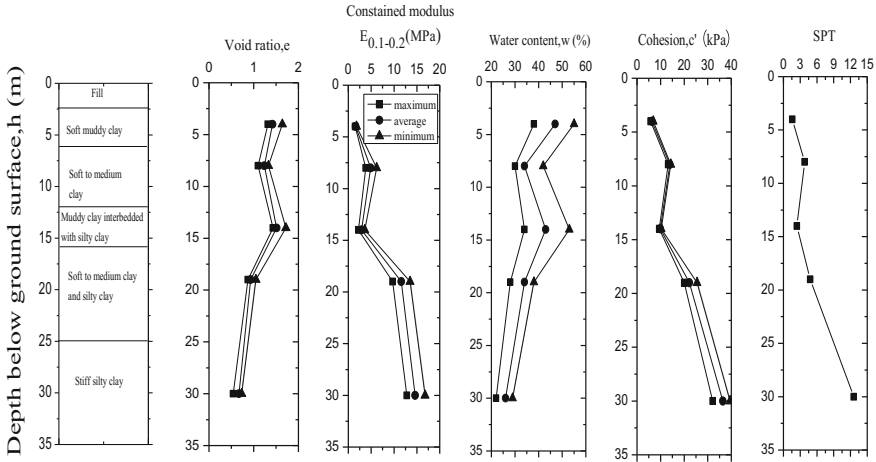 Constained modulus
Void ratio,e
E0.1-0.2(MPa)
Water content,w (%)
Cohesion,c' (kPa)
SPT
0 1 2
0 5 10 15 20
20 30 40 50 60
0 10 20 30 40
0 3 6 9 12 15
Depth below ground surface,h (m)
0
5
10
15
20
25
30
35
Fill
Soft muddy clay
Soft to medium
clay
Muddy clay interbedded
with silty clay
Soft to medium clay
and silty clay
Stiff silty clay
0
5
10
15
20
25
30
35
0
5
10
15
20
25
30
35
maximum
average
minimum
0
5
10
15
20
25
30
35
0
5
10
15
20
25
30
35
0
5
10
15
20
25
30
35